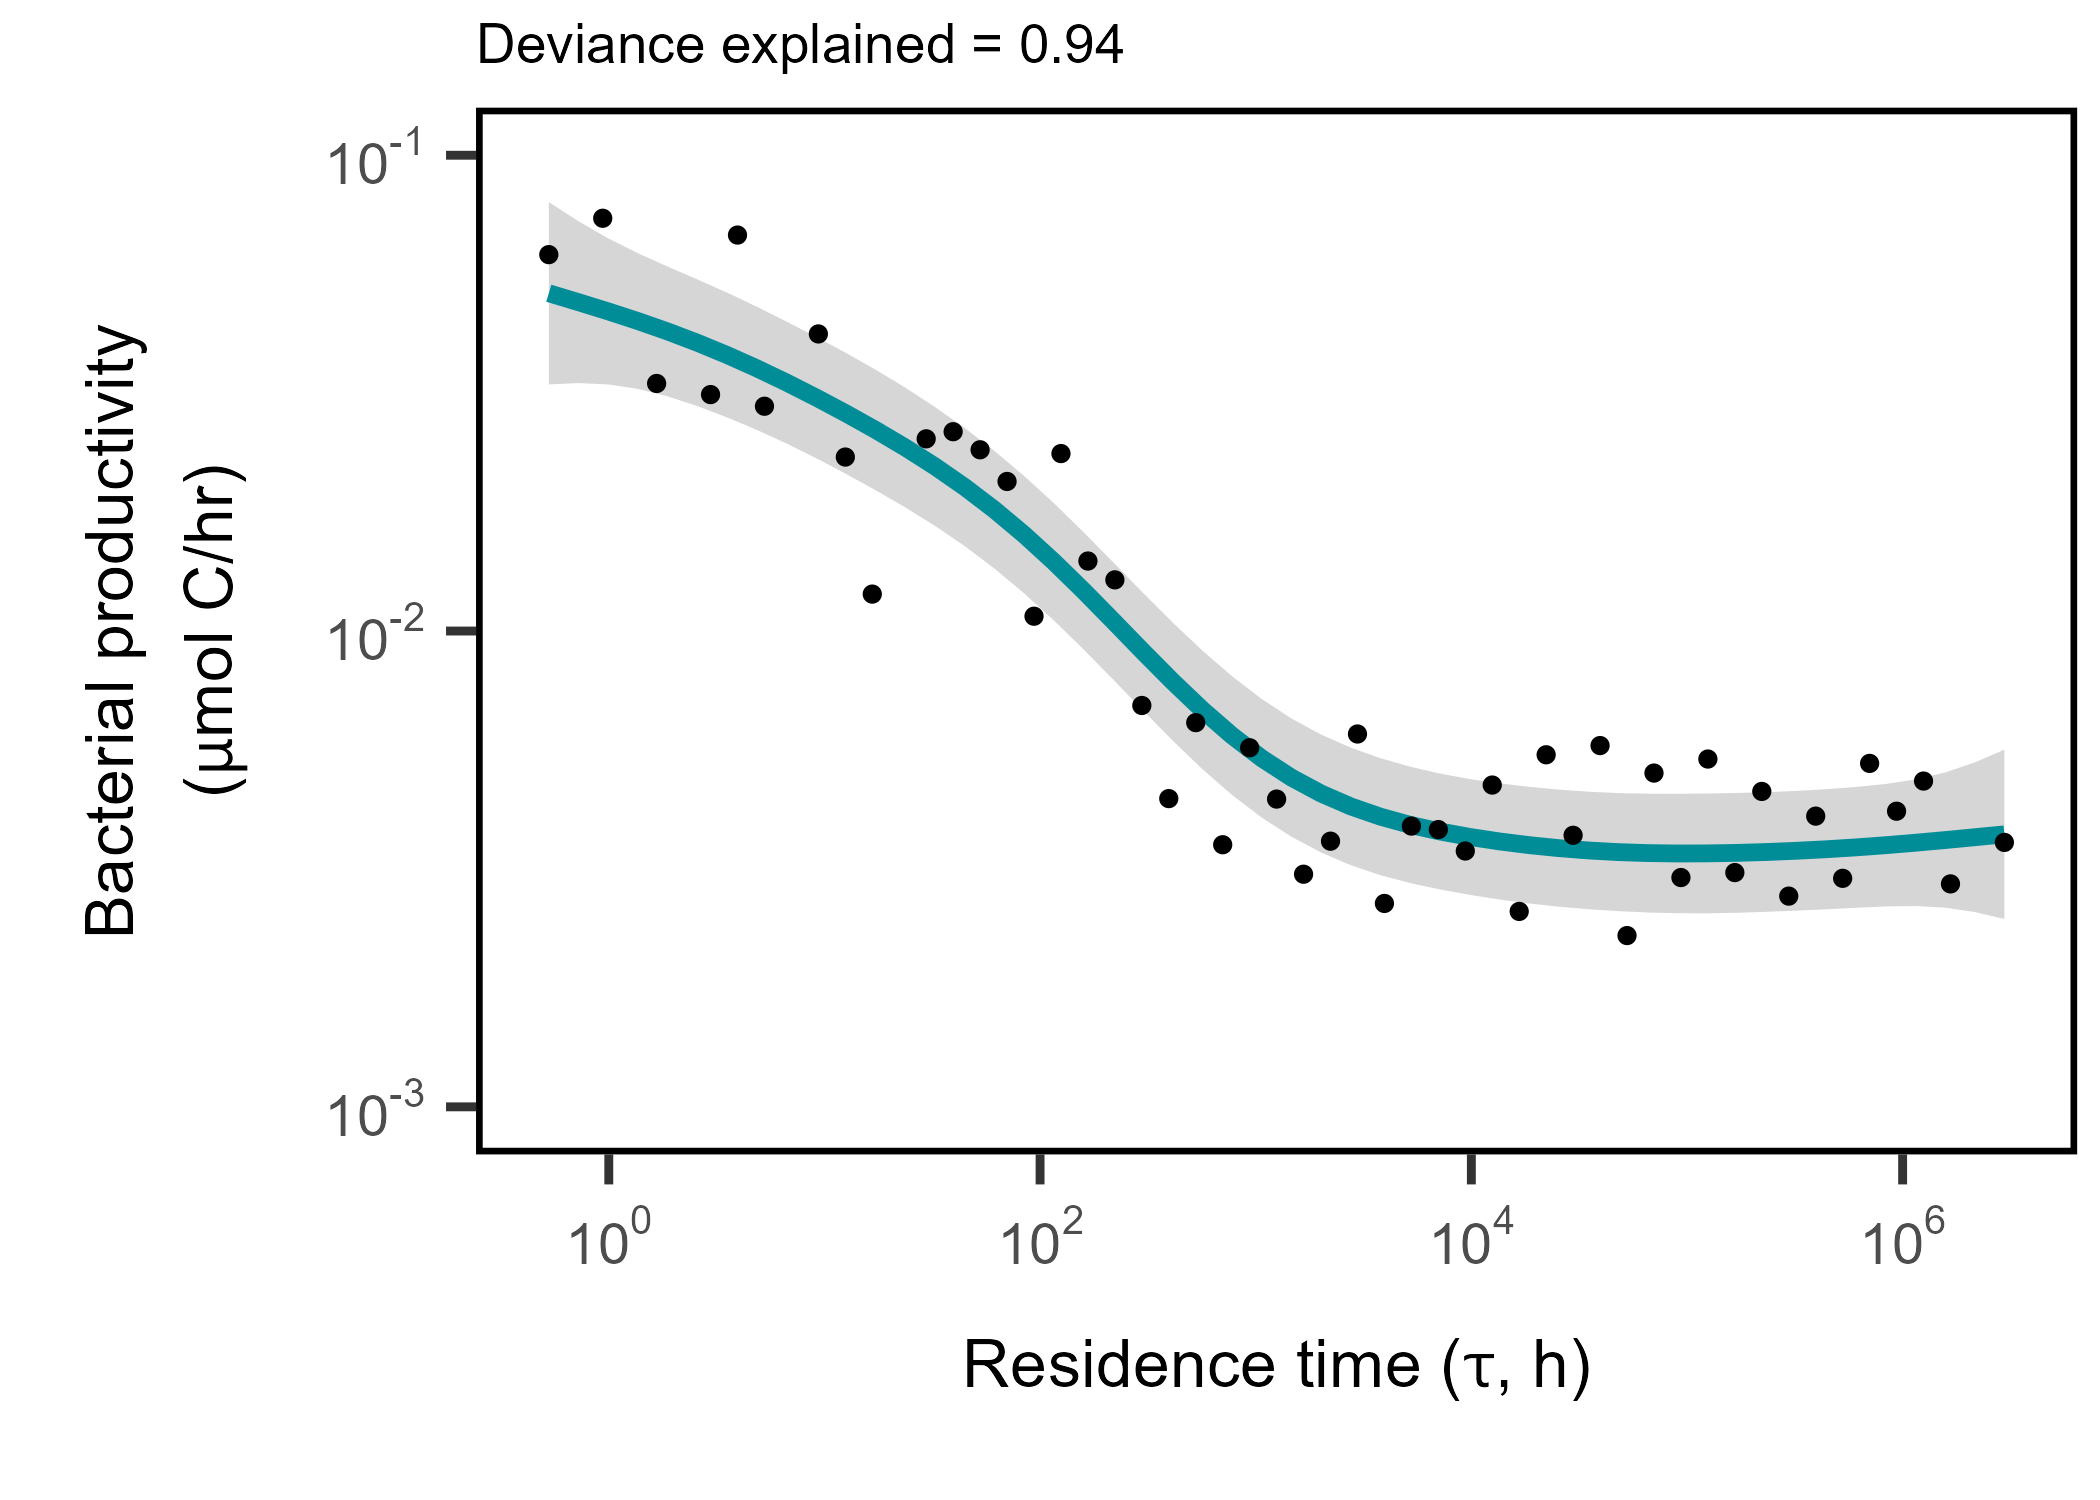 Deviance explained = 0.94
Bacterial productivity
(µmol C/hr)
10⁻¹
10⁻²
10⁻³
10⁰ 10² 10⁴ 10⁶
Residence time (τ, h)